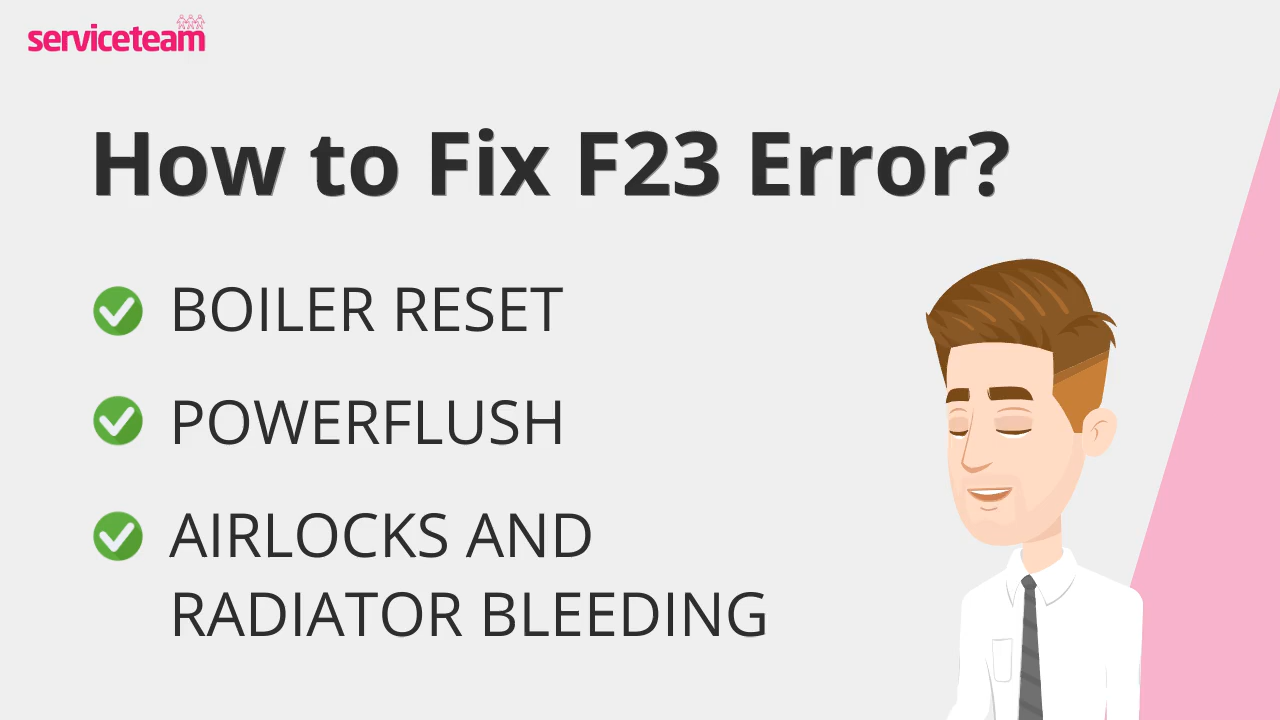 serviceteam
How to Fix F23 Error?
BOILER RESET
POWERFLUSH
AIRLOCKS AND
RADIATOR BLEEDING